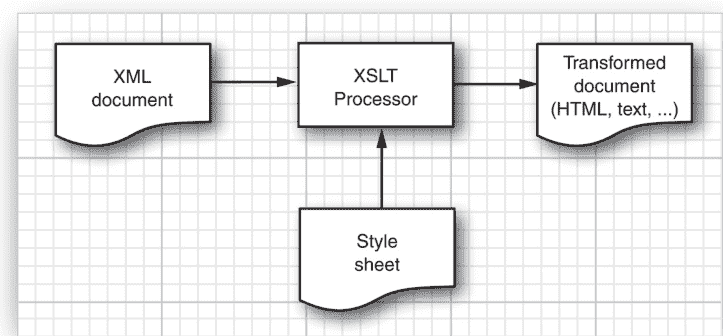 XML
document
XSLT
Processor
Transformed
document
(HTML, text, ...)
Style
sheet